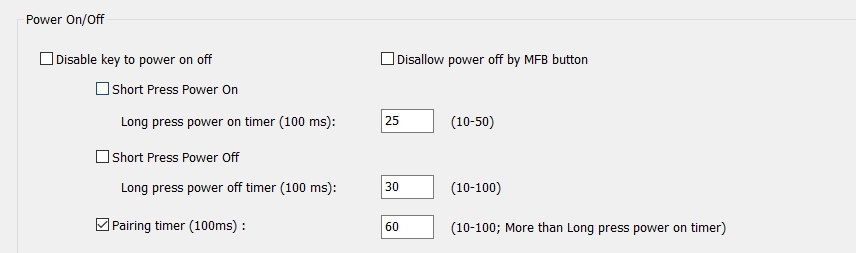 Power On/Off
Disable key to power on off
Disallow power off by MFB button
Short Press Power On
Long press power on timer (100 ms): 25 (10-50)
Short Press Power Off
Long press power off timer (100 ms): 30 (10-100)
Pairing timer (100ms) : 60 (10-100; More than Long press power on timer)